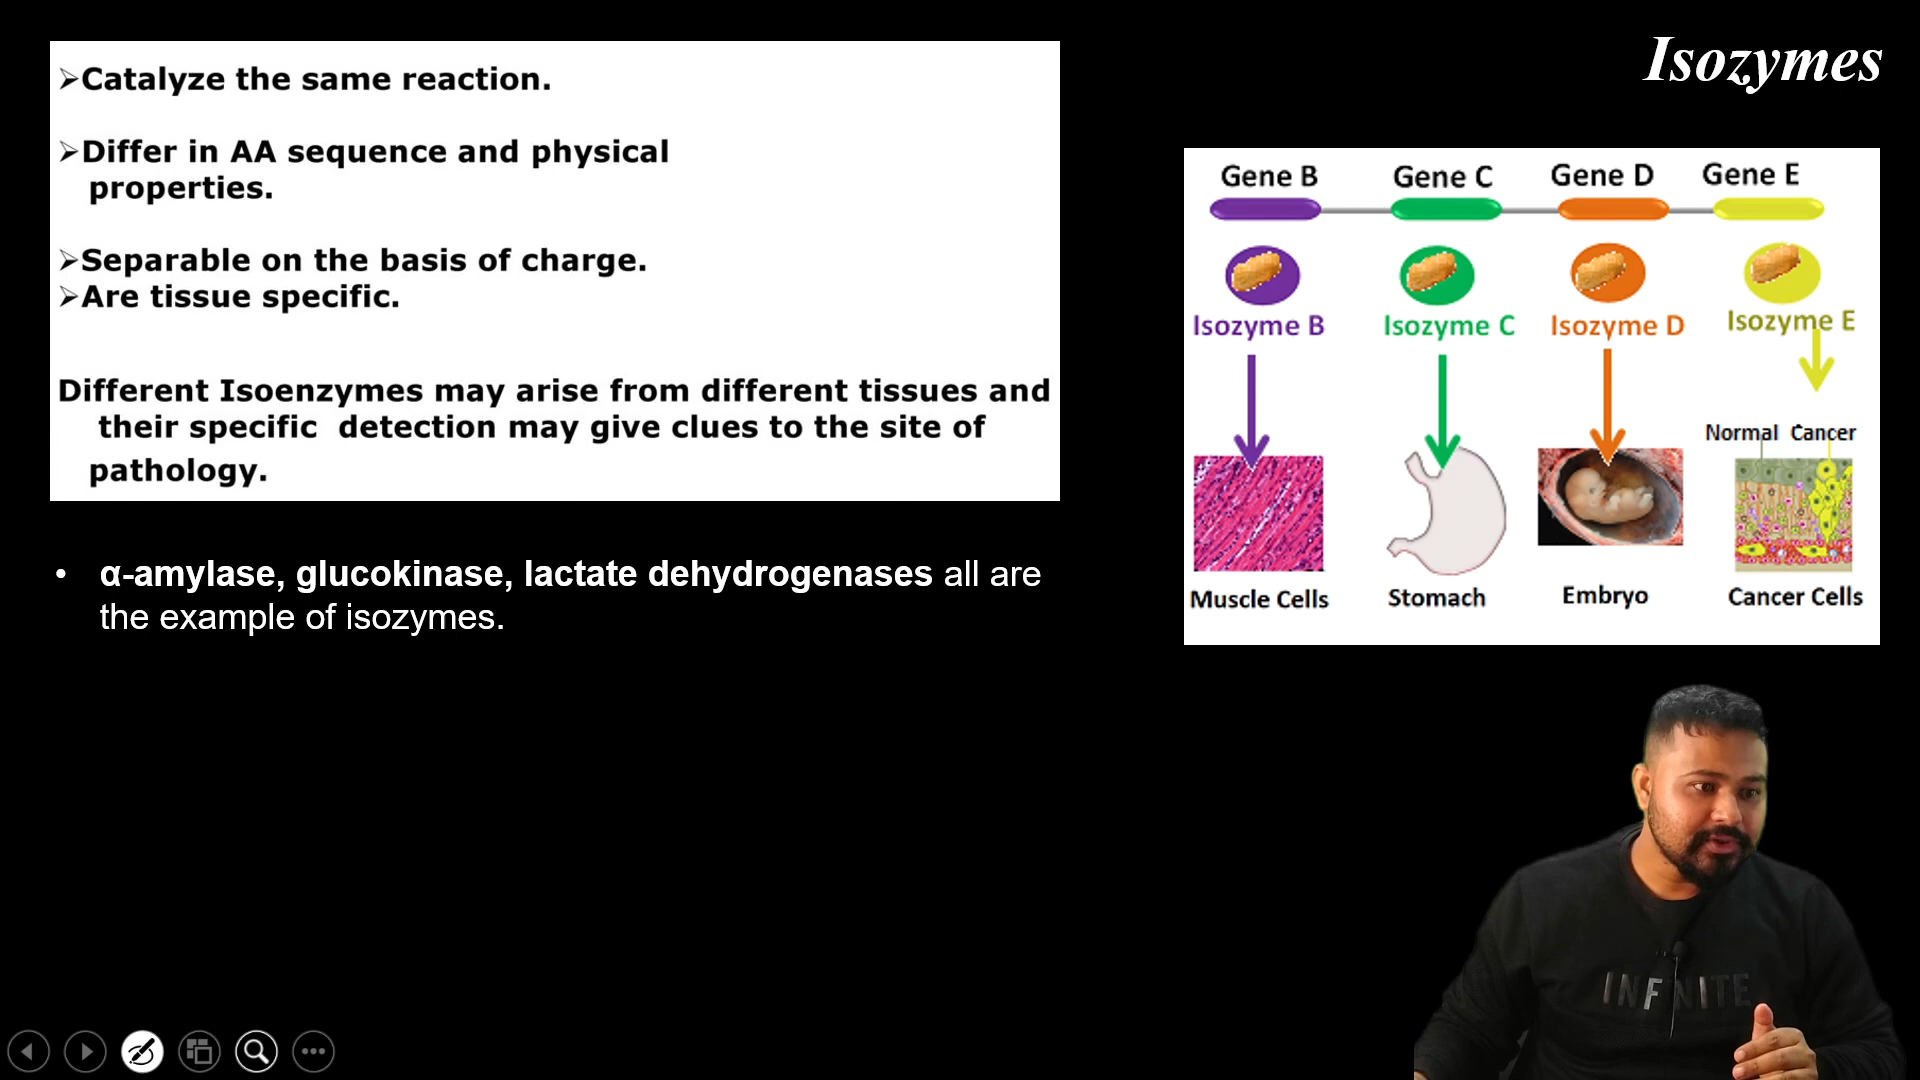 Isozymes
➢Catalyze the same reaction.
➢Differ in AA sequence and physical
properties.
➢Separable on the basis of charge.
➢Are tissue specific.
Different Isoenzymes may arise from different tissues and
their specific detection may give clues to the site of
pathology.
• α-amylase, glucokinase, lactate dehydrogenases all are
the example of isozymes.
Gene B Gene C Gene D Gene E
Isozyme B Isozyme C Isozyme D Isozyme E
Normal Cancer
Muscle Cells Stomach Embryo Cancer Cells
INFINITE